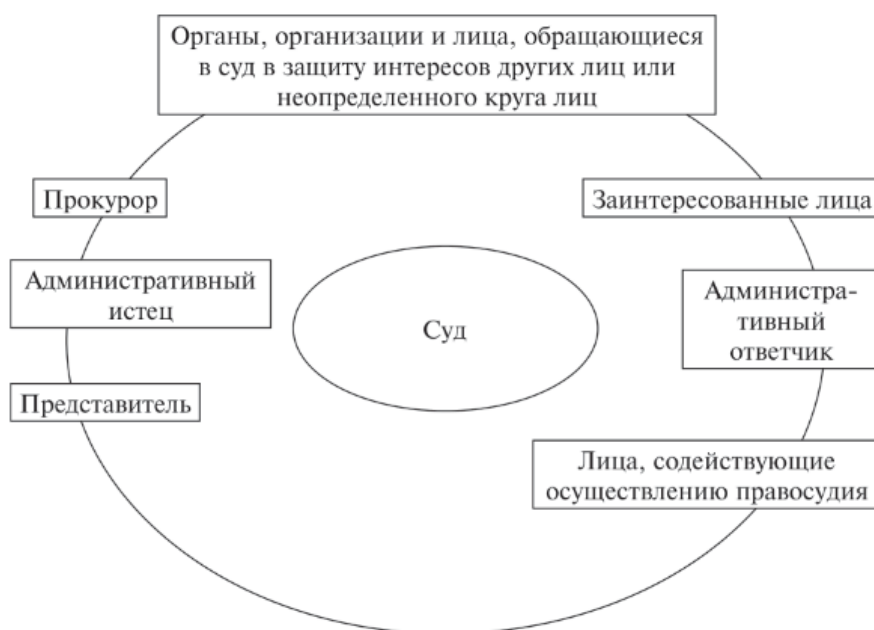 Органы, организации и лица, обращающиеся
в суд в защиту интересов других лиц или
неопределенного круга лиц
Прокурор
Заинтересованные лица
Административный
истец
Администра-
тивный
ответчик
Суд
Представитель
Лица, содействующие
осуществлению правосудия